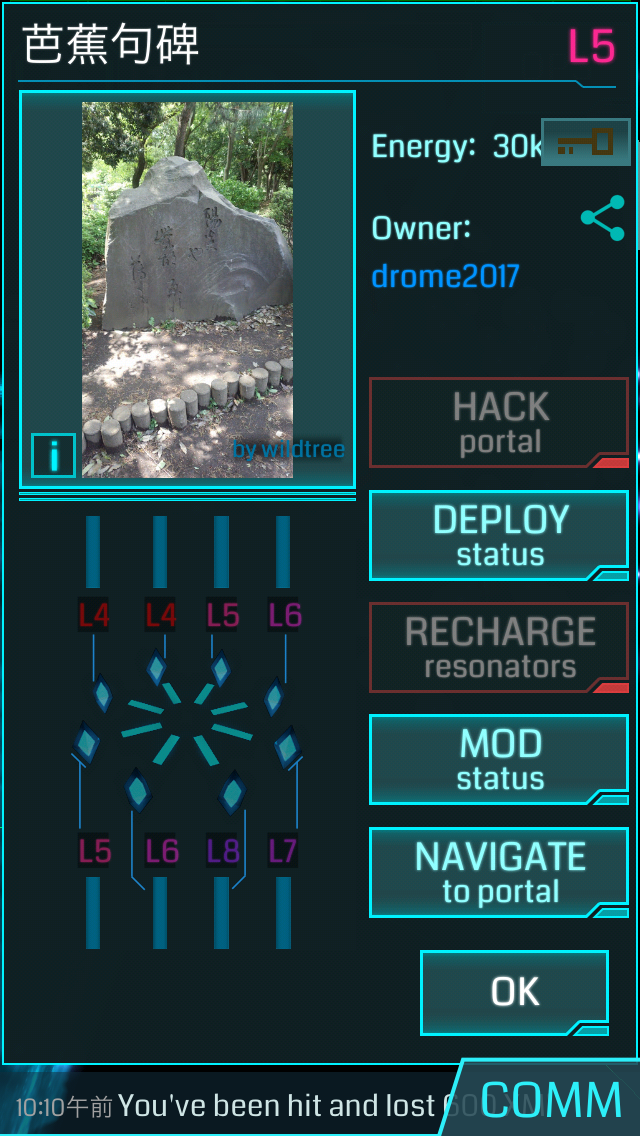 芭蕉句碑
L5
Energy: 30k
Owner:
drome2017
i
by wildtree
HACK
portal
DEPLOY
status
RECHARGE
resonators
MOD
status
NAVIGATE
to portal
L4 L4 L5 L6
L5 L6 L8 L7
OK
10:10午前 You've been hit and lost 600 XM
COMM